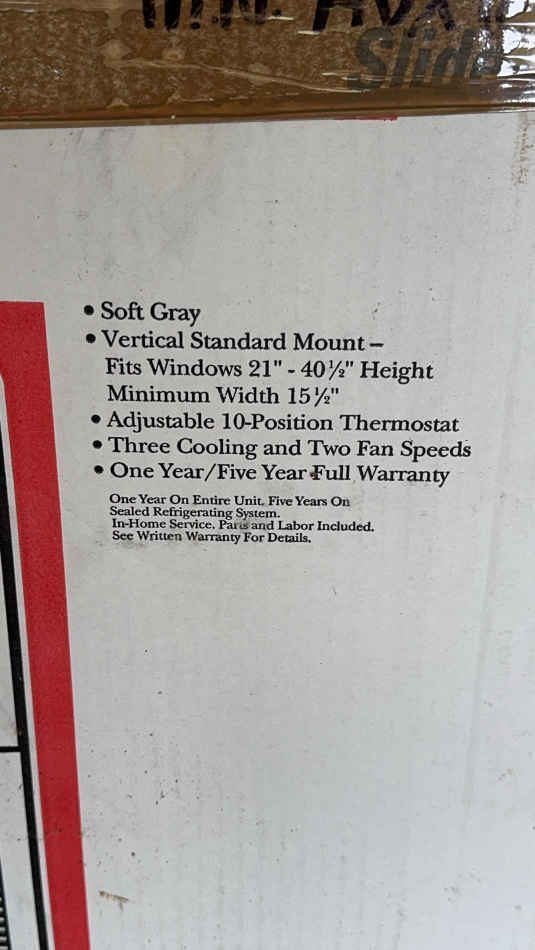 Slide
• Soft Gray
• Vertical Standard Mount –
Fits Windows 21" - 40½" Height
Minimum Width 15½"
• Adjustable 10-Position Thermostat
• Three Cooling and Two Fan Speeds
• One Year/Five Year Full Warranty
One Year On Entire Unit, Five Years On
Sealed Refrigerating System.
In-Home Service. Parts and Labor Included.
See Written Warranty For Details.